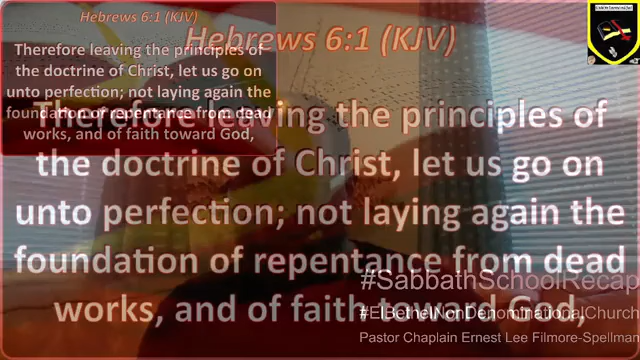 Hebrews 6:1 (KJV)
Therefore leaving the principles of
the doctrine of Christ, let us go on
unto perfection; not laying again the
foundation of repentance from dead
works, and of faith toward God,
Hebrews 6:1 (KJV)
Therefore leaving the principles of
the doctrine of Christ, let us go on
unto perfection; not laying again the
foundation of repentance from dead
works, and of faith toward God,
#SabbathSchoolRecap
#ElBethelNonDenominationalChurch
Pastor Chaplain Ernest Lee Filmore-Spellman